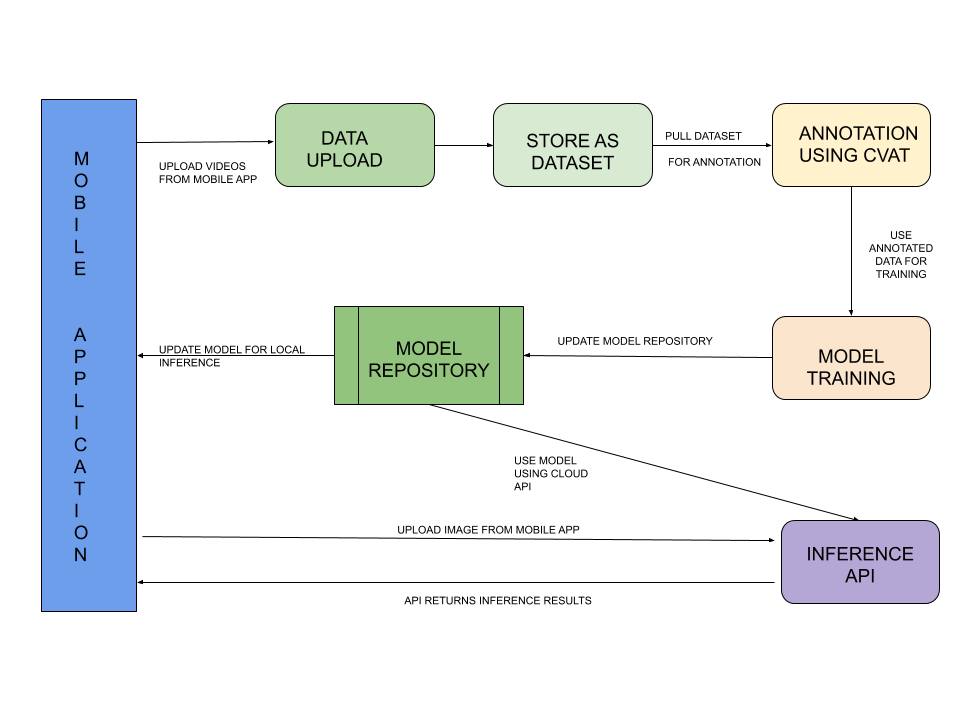 MOBILE APPLICATION
DATA
UPLOAD
STORE AS
DATASET
PULL DATASET
FOR ANNOTATION
ANNOTATION
USING CVAT
UPLOAD VIDEOS
FROM MOBILE APP
USE
ANNOTATED
DATA FOR
TRAINING
UPDATE MODEL FOR LOCAL
INFERENCE
MODEL
REPOSITORY
UPDATE MODEL REPOSITORY
MODEL
TRAINING
USE MODEL
USING CLOUD
API
UPLOAD IMAGE FROM MOBILE APP
INFERENCE
API
API RETURNS INFERENCE RESULTS